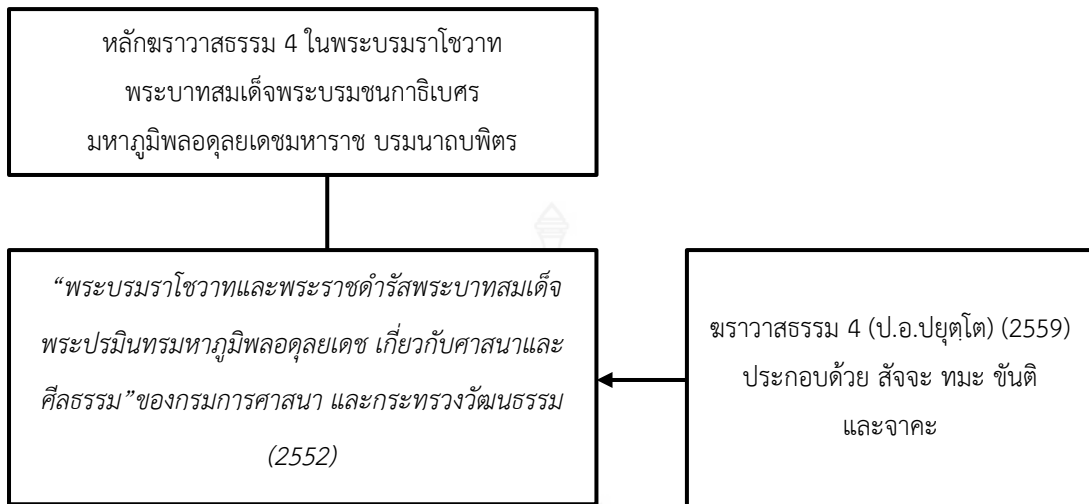 หลักฆราวาสธรรม 4 ในพระบรมราโชวาท
พระบาทสมเด็จพระบรมชนกาธิเบศร
มหาภูมิพลอดุลยเดชมหาราช บรมนาถบพิตร
“พระบรมราโชวาทและพระราชดำรัสพระบาทสมเด็จ
พระปรมินทรมหาภูมิพลอดุลยเดช เกี่ยวกับศาสนาและ
ศีลธรรม”ของกรมการศาสนา และกระทรวงวัฒนธรรม
(2552)
ฆราวาสธรรม 4 (ป.อ.ปยุตฺโต) (2559)
ประกอบด้วย สัจจะ ทมะ ขันติ
และจาคะ